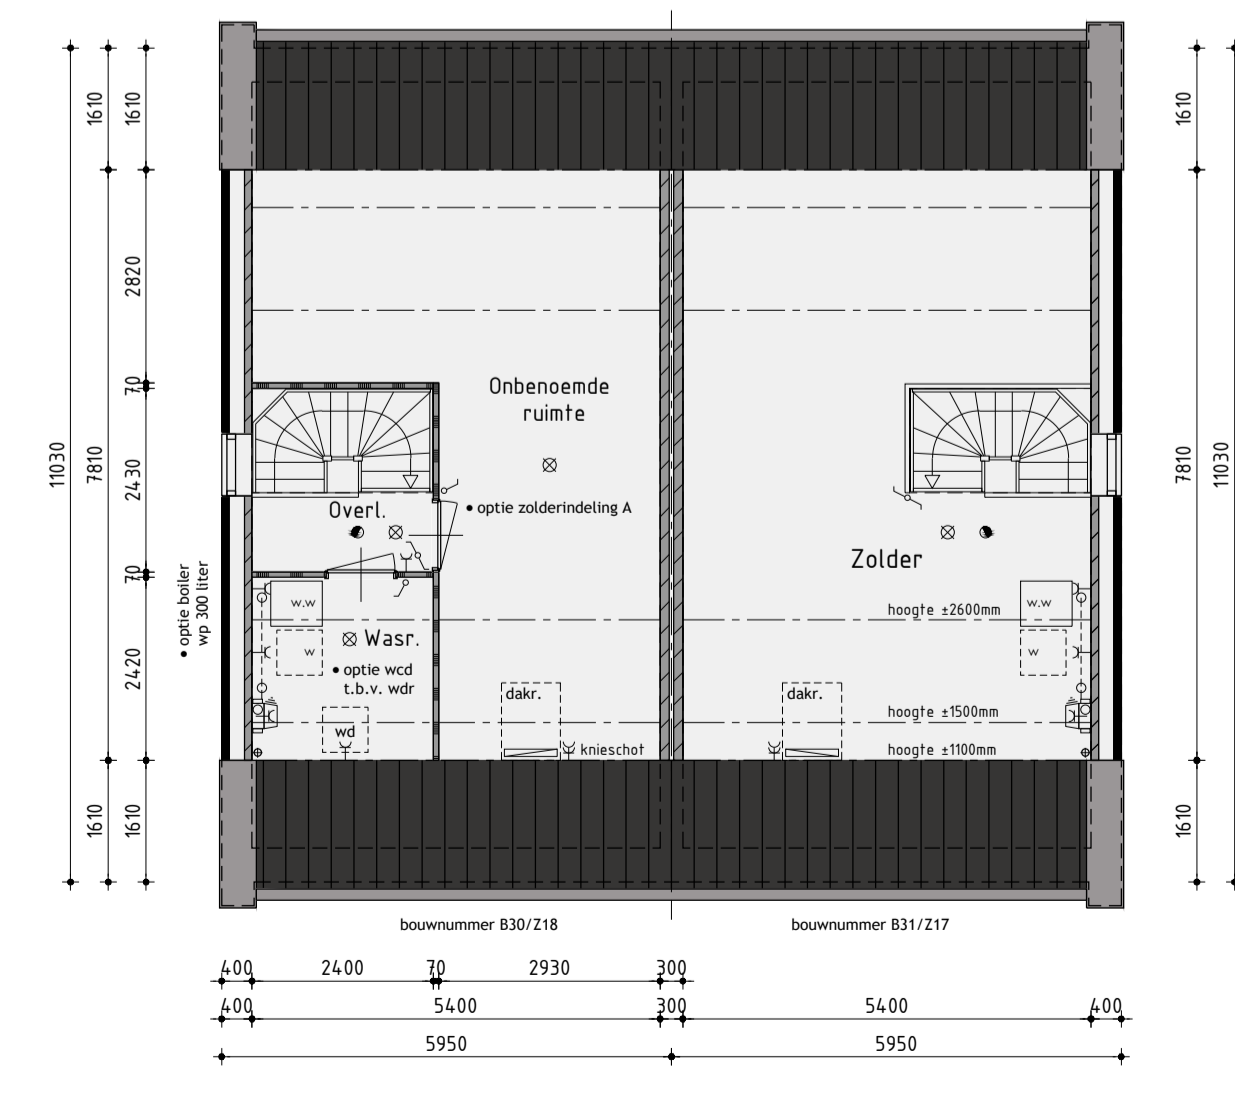 1610
1610
1610
2820
70
Onbenoemde
ruimte
11030
7810
2430
7810
11030
Overl.
• optie zolderindeling A
Zolder
70
• optie boiler
wp 300 liter
w.w
w.w
hoogte ±2600mm
Wasr.
w
w
2420
• optie wcd
t.b.v. wdr
dakr.
dakr.
hoogte ±1500mm
wd
knieschot
hoogte ±1100mm
1610
1610
1610
bouwnummer B30/Z18
bouwnummer B31/Z17
400 2400 70 2930 300
400 5400 300 5400 400
5950 5950